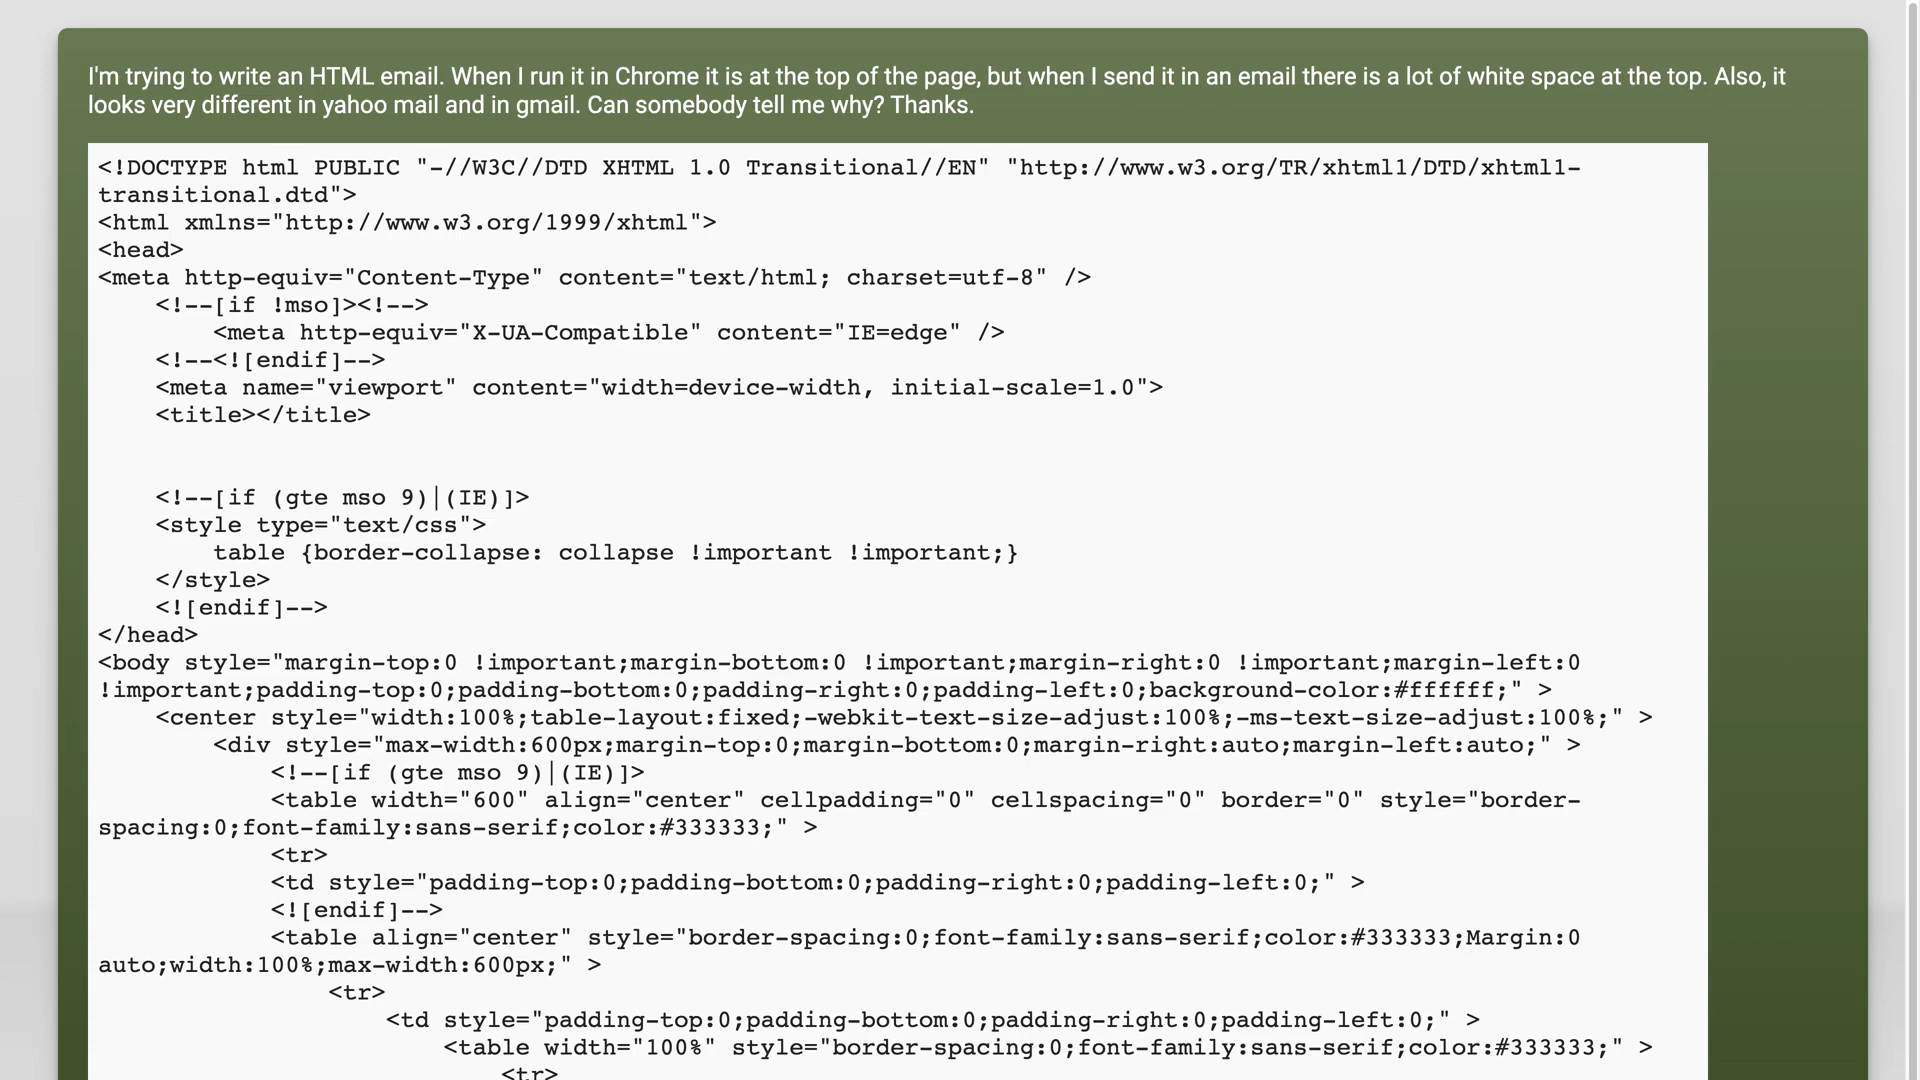 I'm trying to write an HTML email. When I run it in Chrome it is at the top of the page, but when I send it in an email there is a lot of white space at the top. Also, it
looks very different in yahoo mail and in gmail. Can somebody tell me why? Thanks.
<!DOCTYPE html PUBLIC "-//W3C//DTD XHTML 1.0 Transitional//EN" "http://www.w3.org/TR/xhtml1/DTD/xhtml1-
transitional.dtd">
<html xmlns="http://www.w3.org/1999/xhtml">
<head>
<meta http-equiv="Content-Type" content="text/html; charset=utf-8" />
    <!--[if !mso]><!-->
        <meta http-equiv="X-UA-Compatible" content="IE=edge" />
    <!--<![endif]-->
    <meta name="viewport" content="width=device-width, initial-scale=1.0">
    <title></title>
    <!--[if (gte mso 9)|(IE)]>
    <style type="text/css">
        table {border-collapse: collapse !important !important;}
    </style>
    <![endif]-->
</head>
<body style="margin-top:0 !important;margin-bottom:0 !important;margin-right:0 !important;margin-left:0
!important;padding-top:0;padding-bottom:0;padding-right:0;padding-left:0;background-color:#ffffff;" >
    <center style="width:100%;table-layout:fixed;-webkit-text-size-adjust:100%;-ms-text-size-adjust:100%;" >
        <div style="max-width:600px;margin-top:0;margin-bottom:0;margin-right:auto;margin-left:auto;" >
            <!--[if (gte mso 9)|(IE)]>
            <table width="600" align="center" cellpadding="0" cellspacing="0" border="0" style="border-
spacing:0;font-family:sans-serif;color:#333333;" >
            <tr>
            <td style="padding-top:0;padding-bottom:0;padding-right:0;padding-left:0;" >
            <![endif]-->
            <table align="center" style="border-spacing:0;font-family:sans-serif;color:#333333;Margin:0
auto;width:100%;max-width:600px;" >
                <tr>
                    <td style="padding-top:0;padding-bottom:0;padding-right:0;padding-left:0;" >
                        <table width="100%" style="border-spacing:0;font-family:sans-serif;color:#333333;" >
                            <tr>